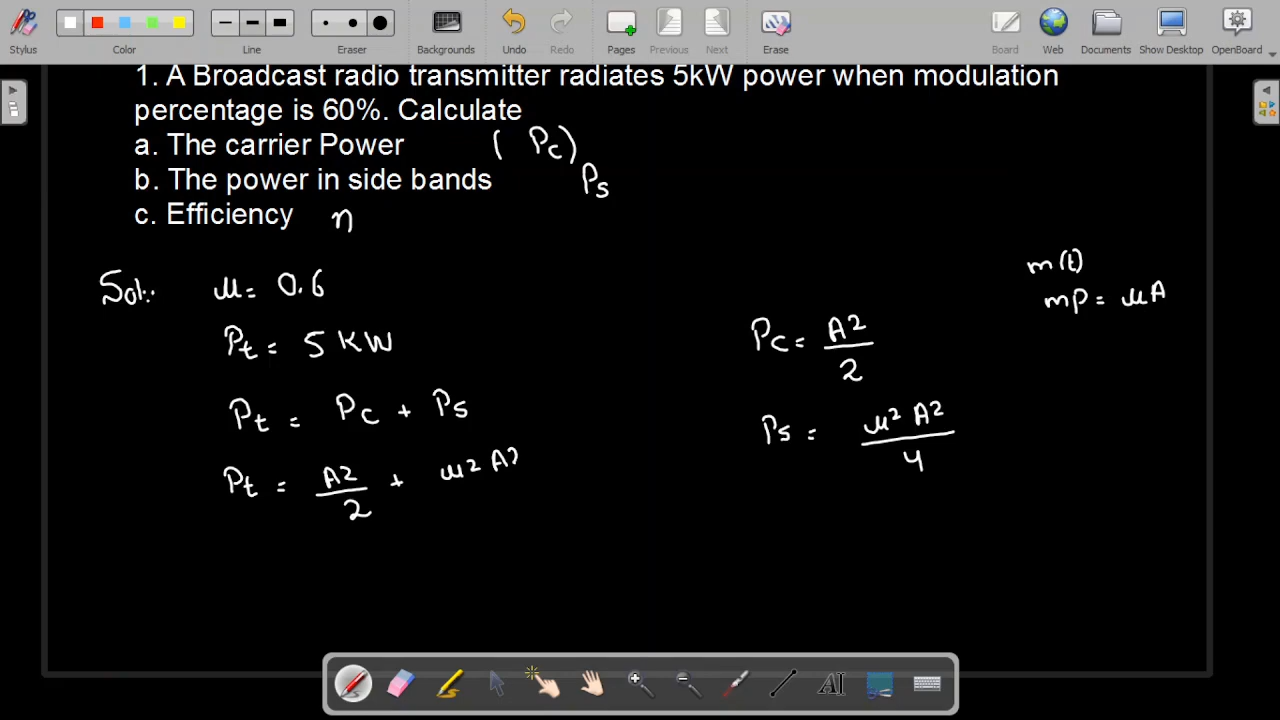 Stylus Color Line Eraser Backgrounds Undo Redo Pages Previous Next Erase Board Web Documents Show Desktop OpenBoard
1. A Broadcast radio transmitter radiates 5kW power when modulation
percentage is 60%. Calculate
a. The carrier Power ( Pc)
b. The power in side bands Ps
c. Efficiency η
Sol:. μ= 0.6
Pt = 5 KW
Pt = Pc + Ps
Pt = A2/2 + μ2 A2
m(t)
mp = μA
Pc = A2/2
Ps = μ2 A2/4
AI